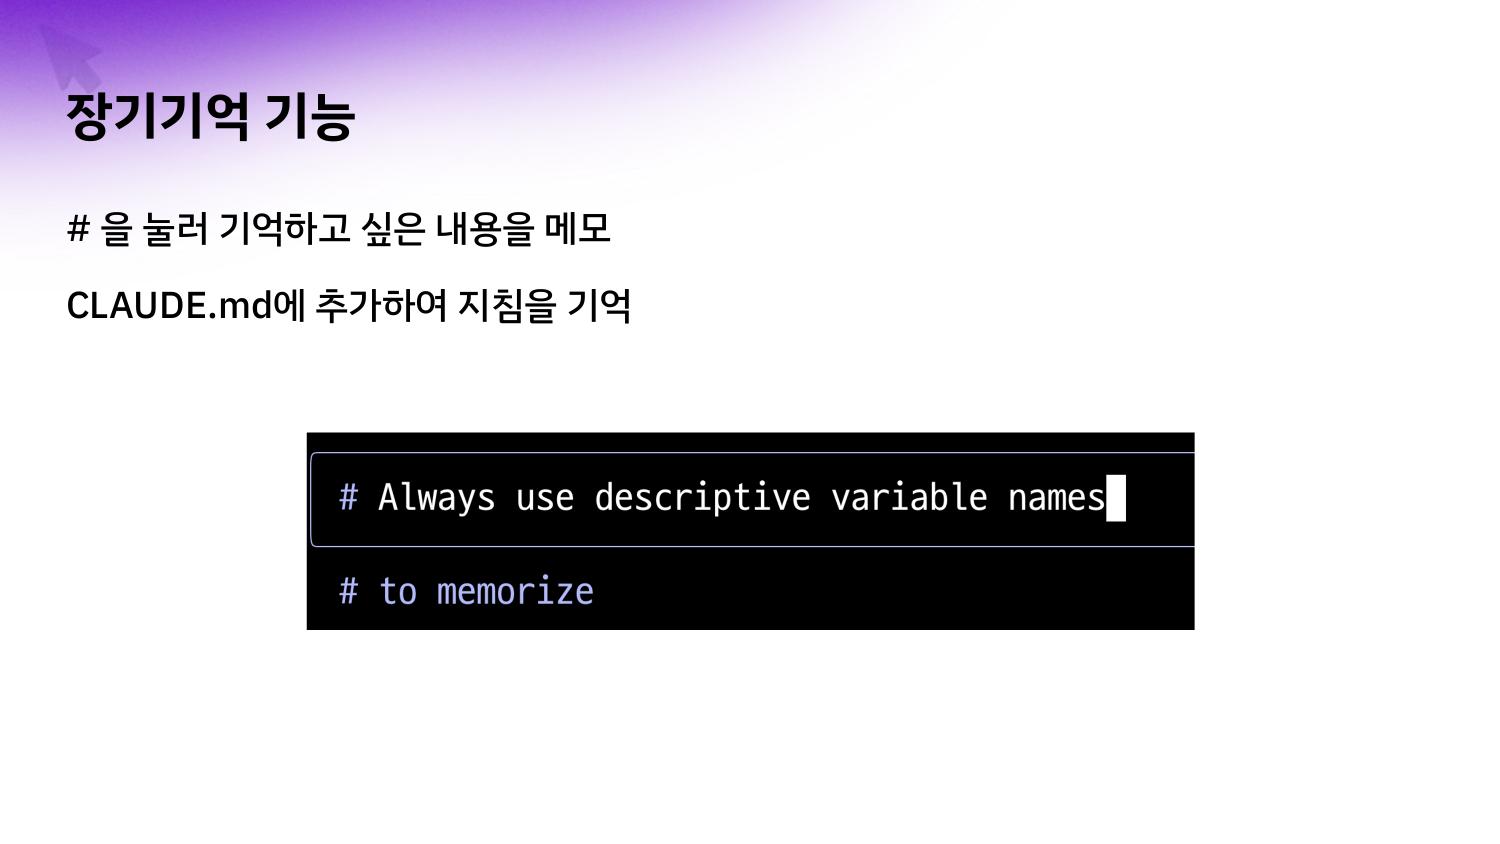 장기기억 기능
# 을 눌러 기억하고 싶은 내용을 메모
CLAUDE.md에 추가하여 지침을 기억
# Always use descriptive variable names
# to memorize